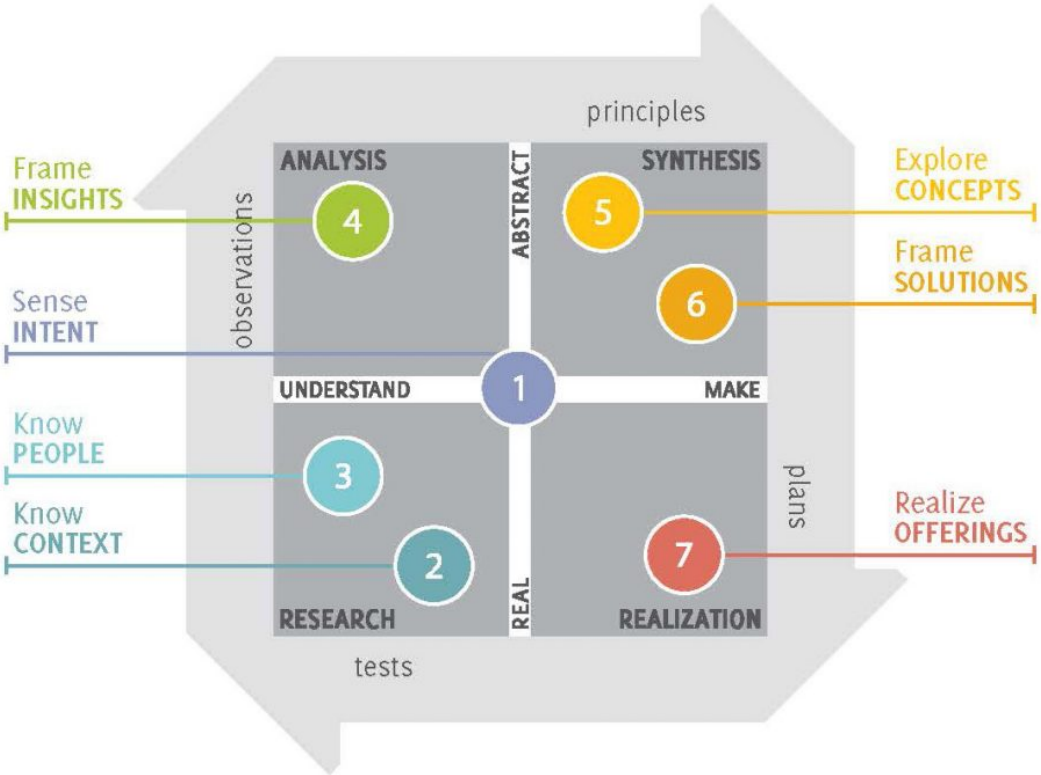 principles
ANALYSIS
SYNTHESIS
ABSTRACT
Frame
INSIGHTS
4
observations
Explore
CONCEPTS
5
Frame
SOLUTIONS
6
Sense
INTENT
1
UNDERSTAND
MAKE
Know
PEOPLE
3
plans
Know
CONTEXT
2
Realize
OFFERINGS
7
REAL
RESEARCH
REALIZATION
tests